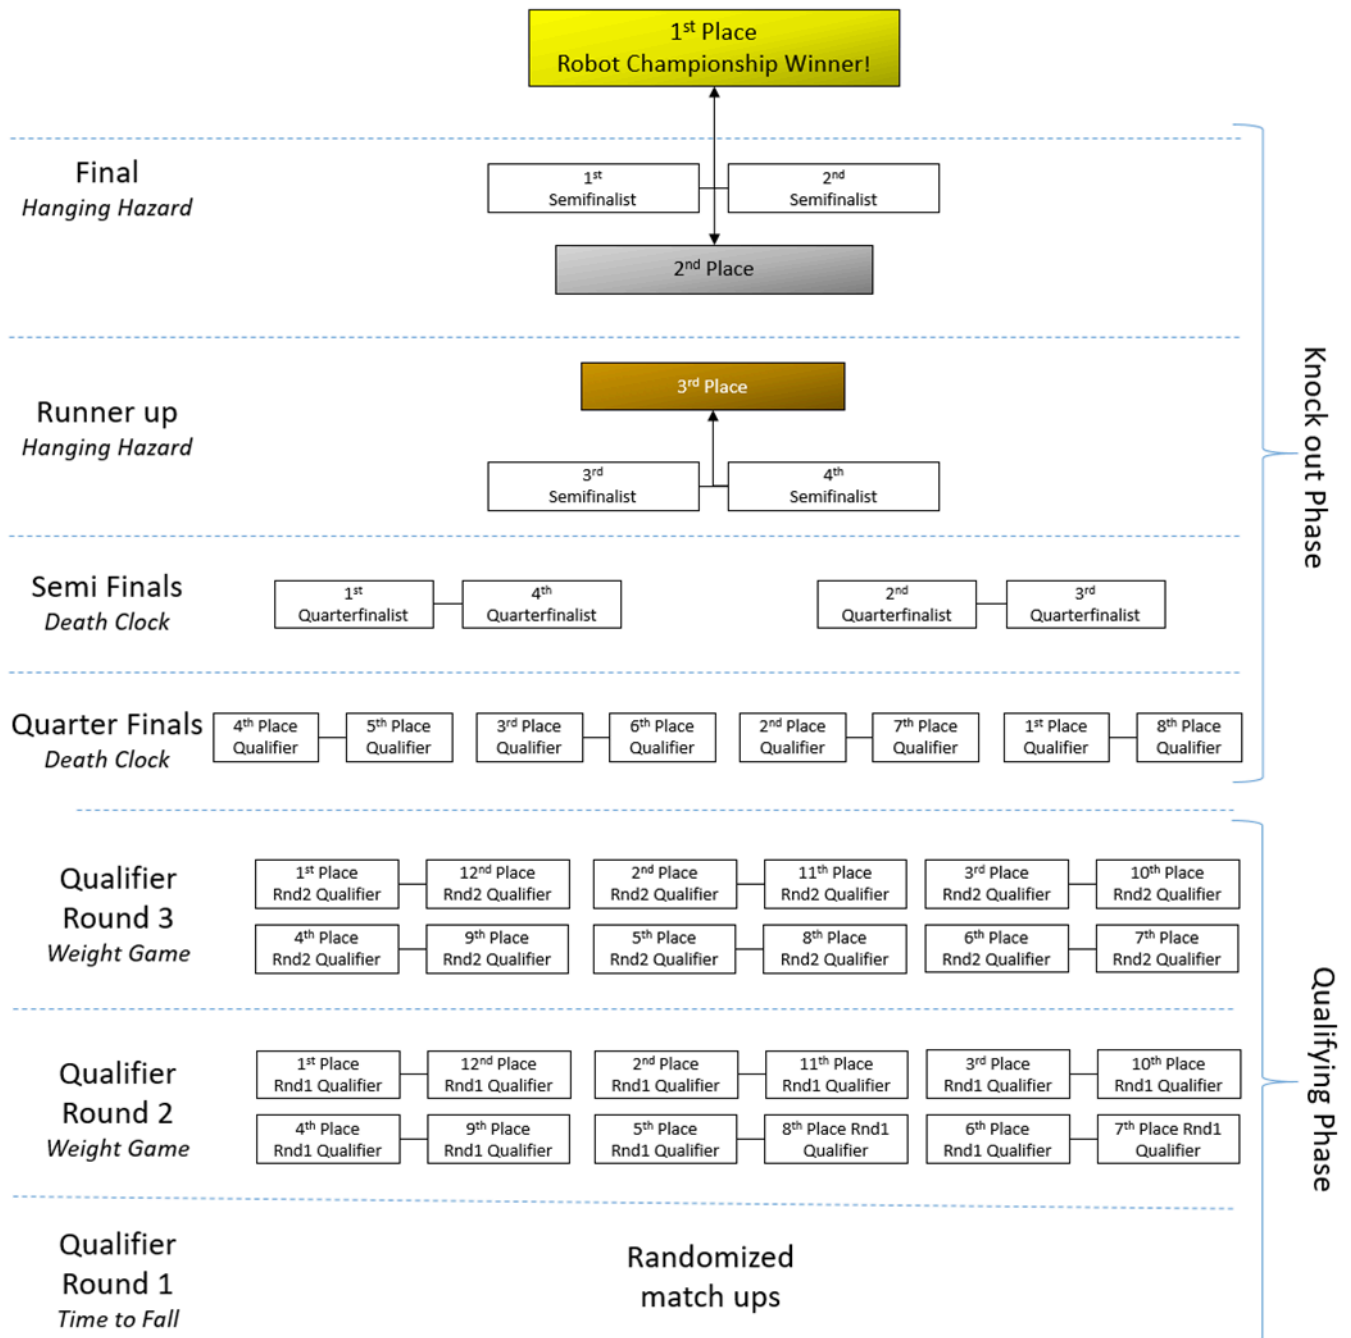 1st Place
Robot Championship Winner!
Final
Hanging Hazard
1st
Semifinalist
2nd
Semifinalist
2nd Place
Runner up
Hanging Hazard
3rd Place
3rd
Semifinalist
4th
Semifinalist
Knock out Phase
Semi Finals
Death Clock
1st
Quarterfinalist
4th
Quarterfinalist
2nd
Quarterfinalist
3rd
Quarterfinalist
Quarter Finals
Death Clock
4th Place
Qualifier
5th Place
Qualifier
3rd Place
Qualifier
6th Place
Qualifier
2nd Place
Qualifier
7th Place
Qualifier
1st Place
Qualifier
8th Place
Qualifier
Qualifier
Round 3
Weight Game
1st Place
Rnd2 Qualifier
12nd Place
Rnd2 Qualifier
2nd Place
Rnd2 Qualifier
11th Place
Rnd2 Qualifier
3rd Place
Rnd2 Qualifier
10th Place
Rnd2 Qualifier
4th Place
Rnd2 Qualifier
9th Place
Rnd2 Qualifier
5th Place
Rnd2 Qualifier
8th Place
Rnd2 Qualifier
6th Place
Rnd2 Qualifier
7th Place
Rnd2 Qualifier
Qualifying Phase
Qualifier
Round 2
Weight Game
1st Place
Rnd1 Qualifier
12nd Place
Rnd1 Qualifier
2nd Place
Rnd1 Qualifier
11th Place
Rnd1 Qualifier
3rd Place
Rnd1 Qualifier
10th Place
Rnd1 Qualifier
4th Place
Rnd1 Qualifier
9th Place
Rnd1 Qualifier
5th Place
Rnd1 Qualifier
8th Place Rnd1
Qualifier
6th Place
Rnd1 Qualifier
7th Place Rnd1
Qualifier
Qualifier
Round 1
Time to Fall
Randomized
match ups